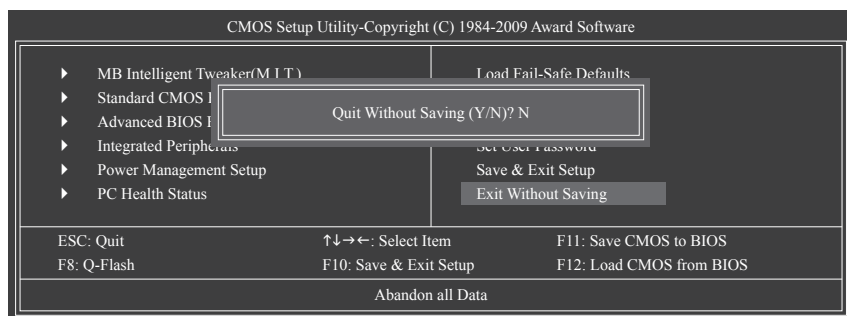 CMOS Setup Utility-Copyright (C) 1984-2009 Award Software
MB Intelligent Tweaker(M.I.T.)
Standard CMOS
Advanced BIOS
Integrated Peripherals
Power Management Setup
PC Health Status
Load Fail-Safe Defaults
Set User Password
Save & Exit Setup
Exit Without Saving
Quit Without Saving (Y/N)? N
ESC: Quit
↑↓→←: Select Item
F11: Save CMOS to BIOS
F8: Q-Flash
F10: Save & Exit Setup
F12: Load CMOS from BIOS
Abandon all Data